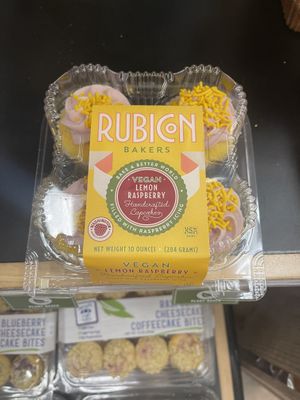 RUBICON
BAKERS
BAKE A BETTER WORLD
VEGAN
LEMON
RASPBERRY
Handcrafted
Cupcakes
FILLED WITH RASPBERRY ICING
NET WEIGHT 10 OUNCES (284 GRAMS)
VEGAN
LEMON RASPBERRY
BLUEBERRY
CHEESECAKE
CAKE BITES
CHEESECAKE
COFFEECAKE BITES